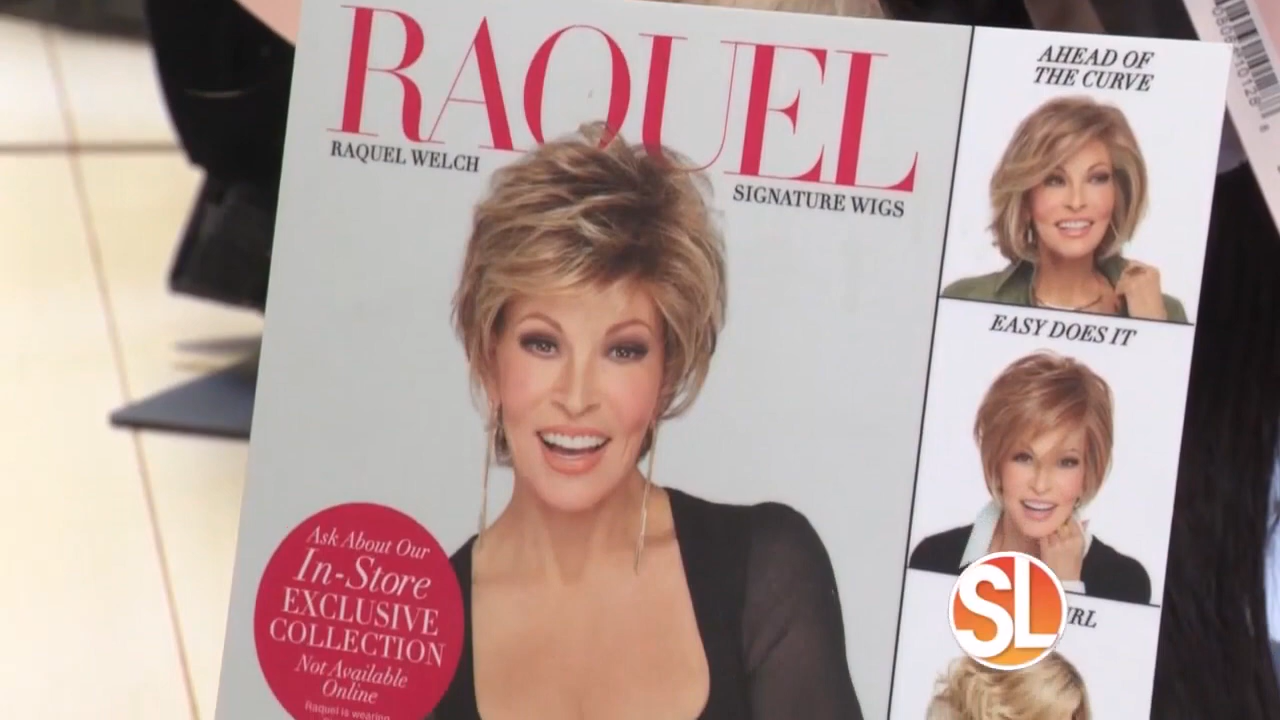 RAQUEL
RAQUEL WELCH
SIGNATURE WIGS
Ask About Our
In-Store
EXCLUSIVE
COLLECTION
Not Available
Online
Raquel is wearing
AHEAD OF
THE CURVE
EASY DOES IT
SL